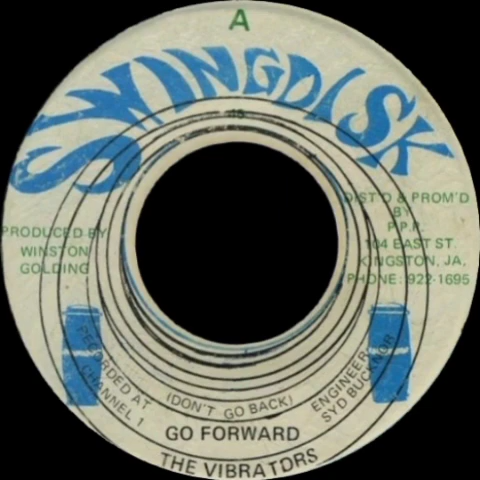 A
SWINGDISK
45
PRODUCED BY
WINSTON
GOLDING
DIST'D & PROM'D
BY
P.P.P.
104 EAST ST.
KINGSTON, JA.
PHONE: 922-1695
RECORDED AT
CHANNEL 1
ENGINEER
SYD BUCKNOR
(DON'T GO BACK)
GO FORWARD
THE VIBRATORS